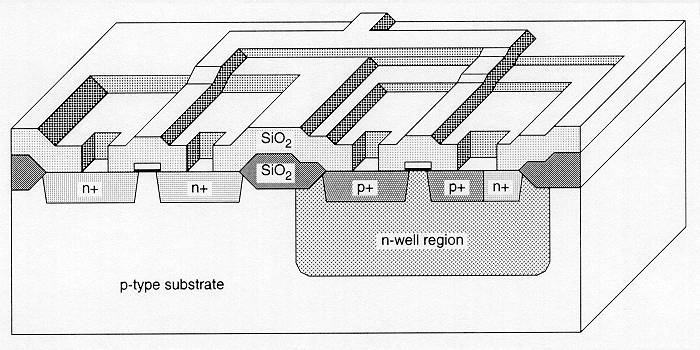 SiO2
SiO2
n+
n+
p+
p+
n+
n-well region
p-type substrate